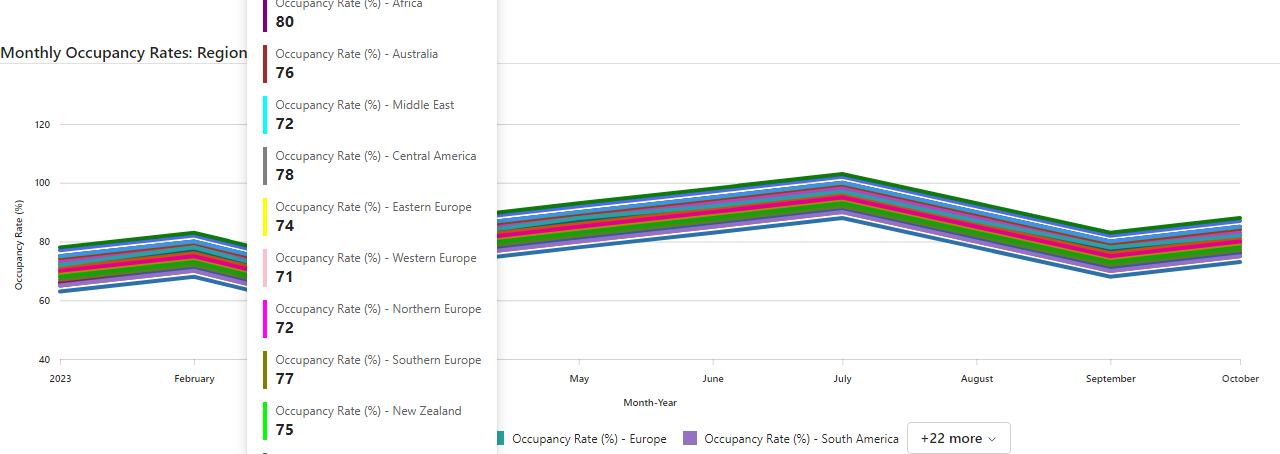 Occupancy Rate (%) - Africa
80
Monthly Occupancy Rates: Region
Occupancy Rate (%) - Australia
76
Occupancy Rate (%) - Middle East
72
Occupancy Rate (%) - Central America
78
Occupancy Rate (%) - Eastern Europe
74
Occupancy Rate (%) - Western Europe
71
Occupancy Rate (%) - Northern Europe
72
Occupancy Rate (%) - Southern Europe
77
Occupancy Rate (%) - New Zealand
75
Occupancy Rate (%)
120
100
80
60
40
2023
February
May
June
July
August
September
October
Month-Year
Occupancy Rate (%) - Europe
Occupancy Rate (%) - South America
+22 more